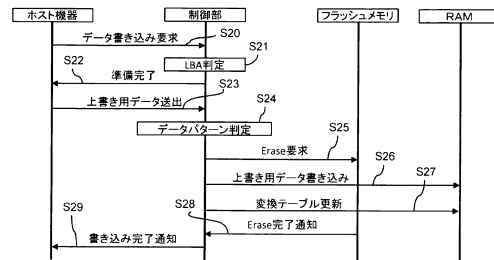 ホスト機器
制御部
フラッシュメモリ
RAM
データ書き込み要求
S20
S21
LBA判定
S22
準備完了
S23
上書き用データ送出
S24
データパターン判定
S25
Erase要求
S26
上書き用データ書き込み
S27
変換テーブル更新
S28
Erase完了通知
S29
書き込み完了通知